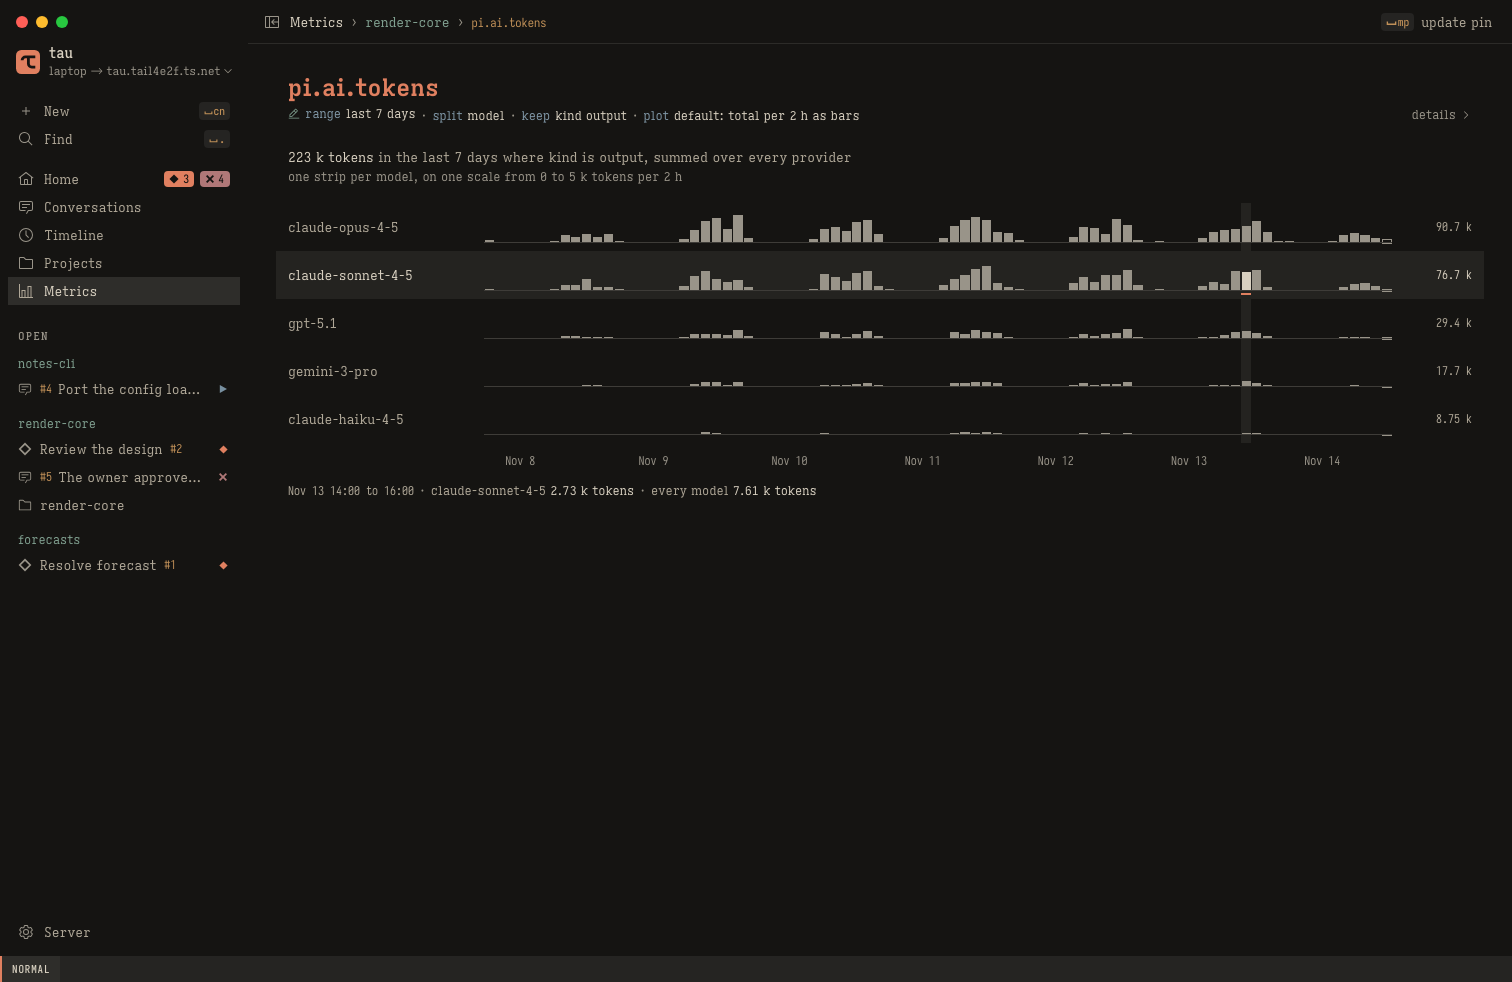 tau
laptop → tau.tail4e2f.ts.net
New cn
Find .
Home 3 4
Conversations
Timeline
Projects
Metrics
OPEN
notes-cli
#4 Port the config loa...
render-core
Review the design #2
#5 The owner approve...
render-core
forecasts
Resolve forecast #1
Server
NORMAL
Metrics › render-core › pi.ai.tokens
mp update pin
pi.ai.tokens
range last 7 days · split model · keep kind output · plot default: total per 2 h as bars
details ›
223 k tokens in the last 7 days where kind is output, summed over every provider
one strip per model, on one scale from 0 to 5 k tokens per 2 h
claude-opus-4-5 90.7 k
claude-sonnet-4-5 76.7 k
gpt-5.1 29.4 k
gemini-3-pro 17.7 k
claude-haiku-4-5 8.75 k
Nov 8 Nov 9 Nov 10 Nov 11 Nov 12 Nov 13 Nov 14
Nov 13 14:00 to 16:00 · claude-sonnet-4-5 2.73 k tokens · every model 7.61 k tokens